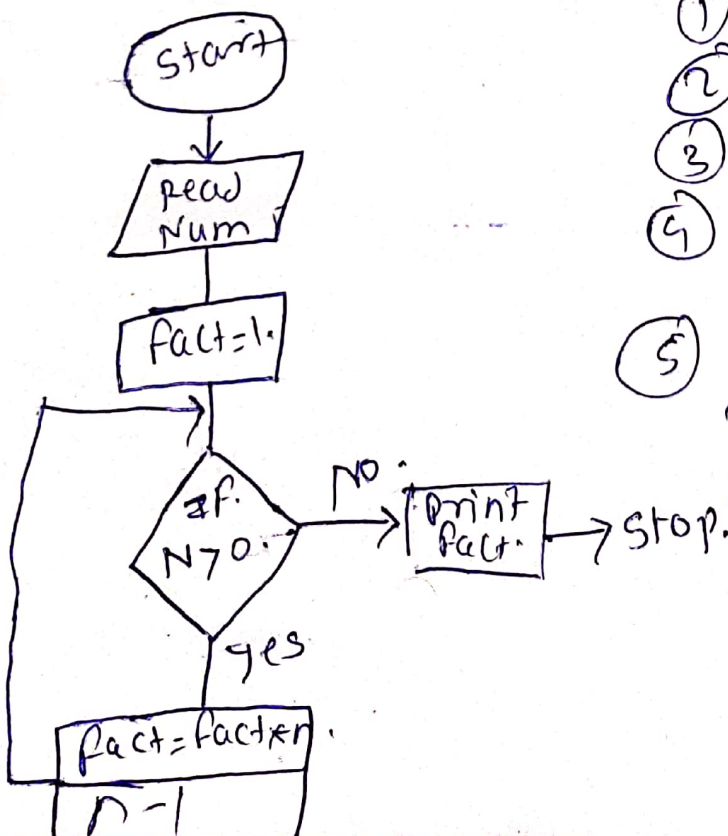 Start
Read
Num
fact=1.
If.
N>0.
No.
Print
fact.
Stop.
yes
fact=fact*n.
n-1
1
2
3
4
5